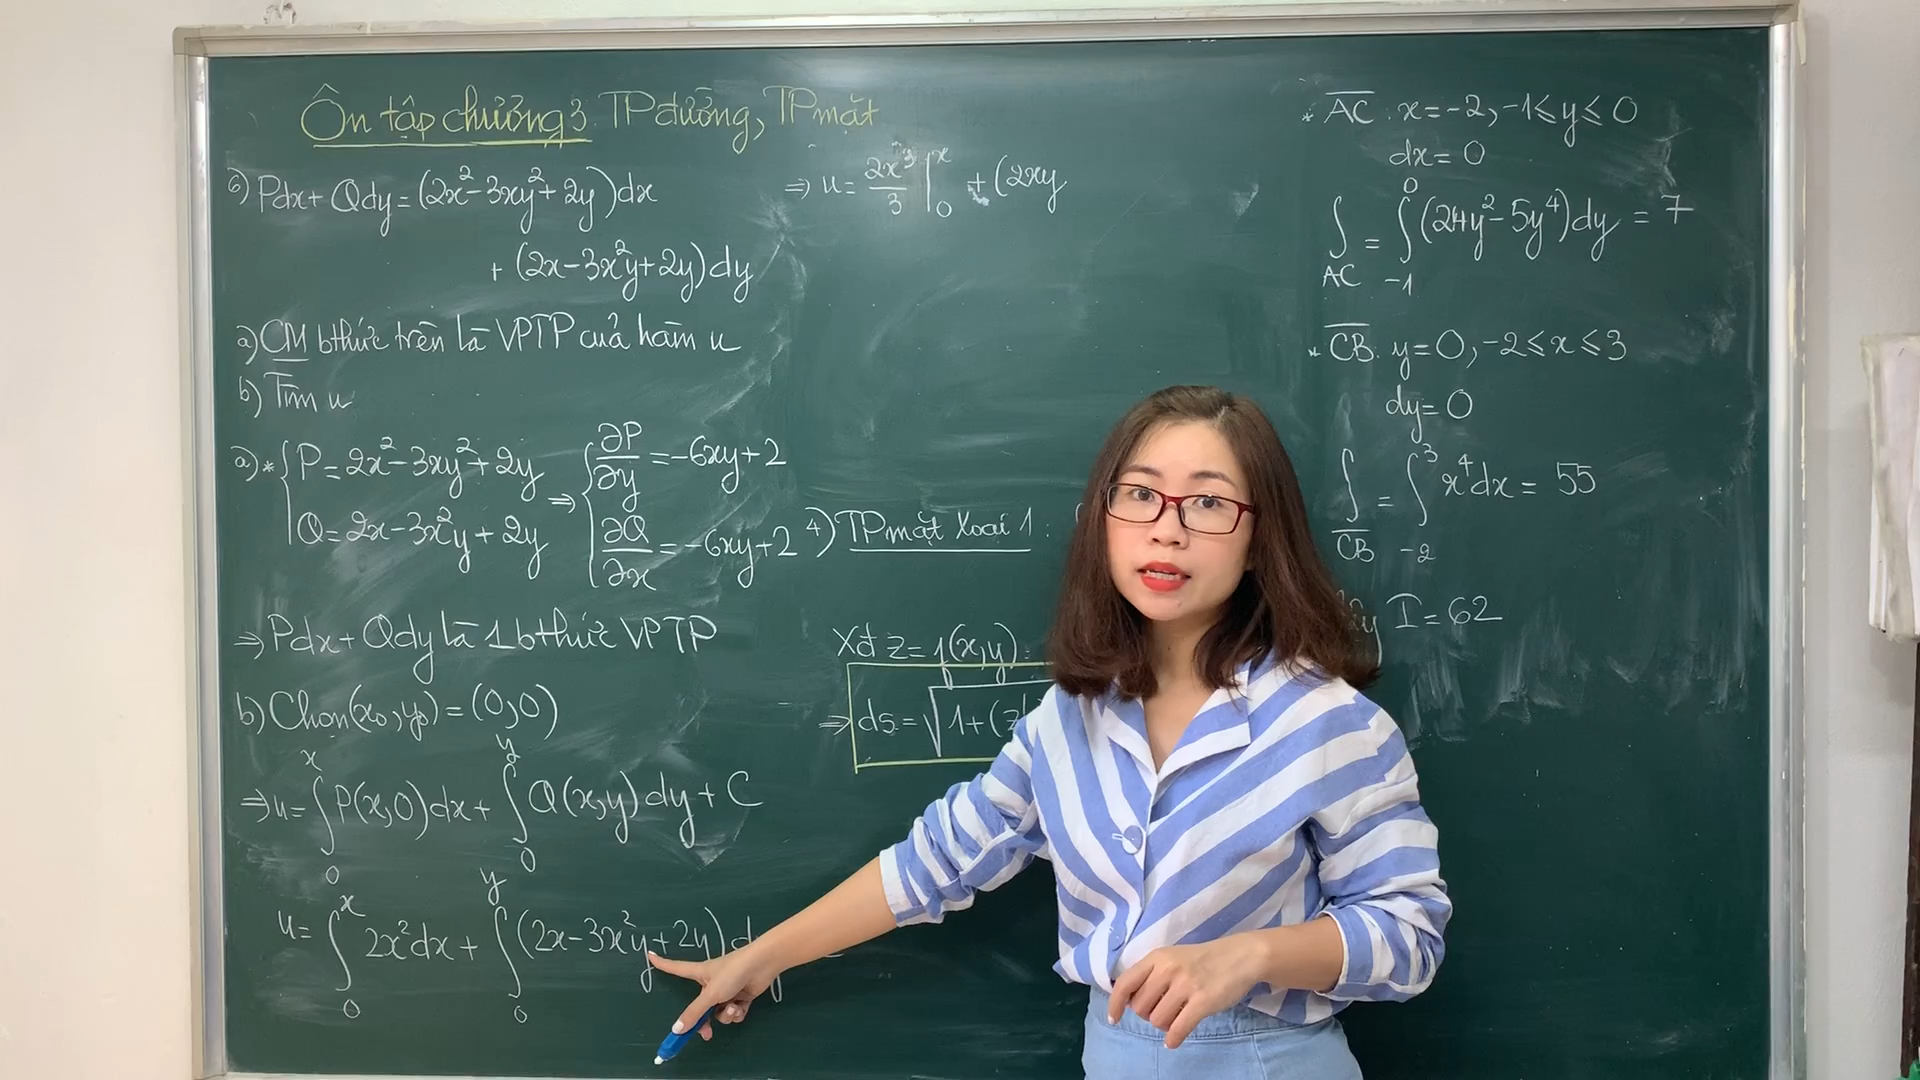 Ôn tập chương 3 TP đường, TP mặt
6) Pdx + Qdy = (2x² - 3xy² + 2y)dx
+ (2x - 3x²y + 2y)dy
a) CM bthức trên là VPTP của hàm u
b) Tìm u
a) * { P = 2x² - 3xy² + 2y
Q = 2x - 3x²y + 2y
⇒ { ∂P/∂y = -6xy + 2
∂Q/∂x = -6xy + 2
⇒ Pdx + Qdy là 1 bthức VPTP
b) Chọn (x₀, y₀) = (0,0)
⇒ u = ∫₀ˣ P(x,0)dx + ∫₀ʸ Q(x,y)dy + C
u = ∫₀ˣ 2x²dx + ∫₀ʸ (2x - 3x²y + 2y)
⇒ u = 2x³/3 |₀ˣ + (2xy
4) TP mặt loại 1 :
Xđ z = f(x,y)
⇒ ds = √1 + (z'
* AC : x = -2, -1 ≤ y ≤ 0
dx = 0
∫ AC = ∫₋₁⁰ (24y² - 5y⁴)dy = 7
* CB : y = 0, -2 ≤ x ≤ 3
dy = 0
∫ CB = ∫₋₂³ x⁴dx = 55
I = 62